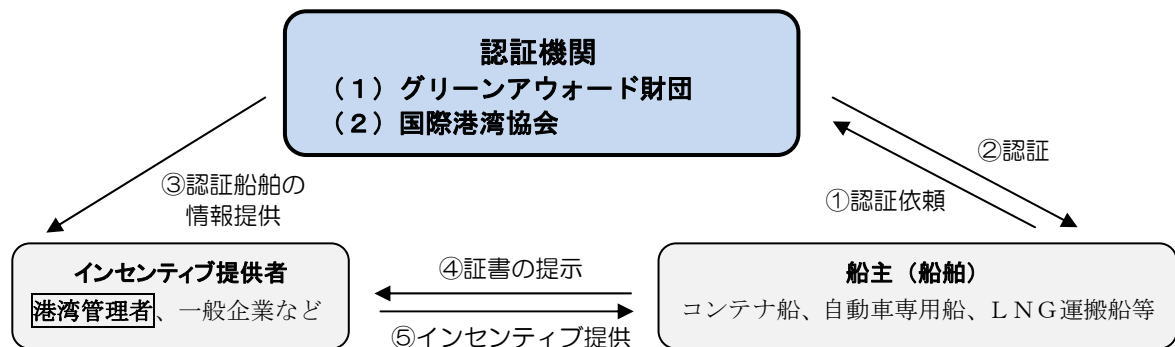 認証機関
（１）グリーンアウォード財団
（２）国際港湾協会
②認証
①認証依頼
③認証船舶の
情報提供
インセンティブ提供者
港湾管理者、一般企業など
④証書の提示
⑤インセンティブ提供
船主（船舶）
コンテナ船、自動車専用船、ＬＮＧ運搬船等